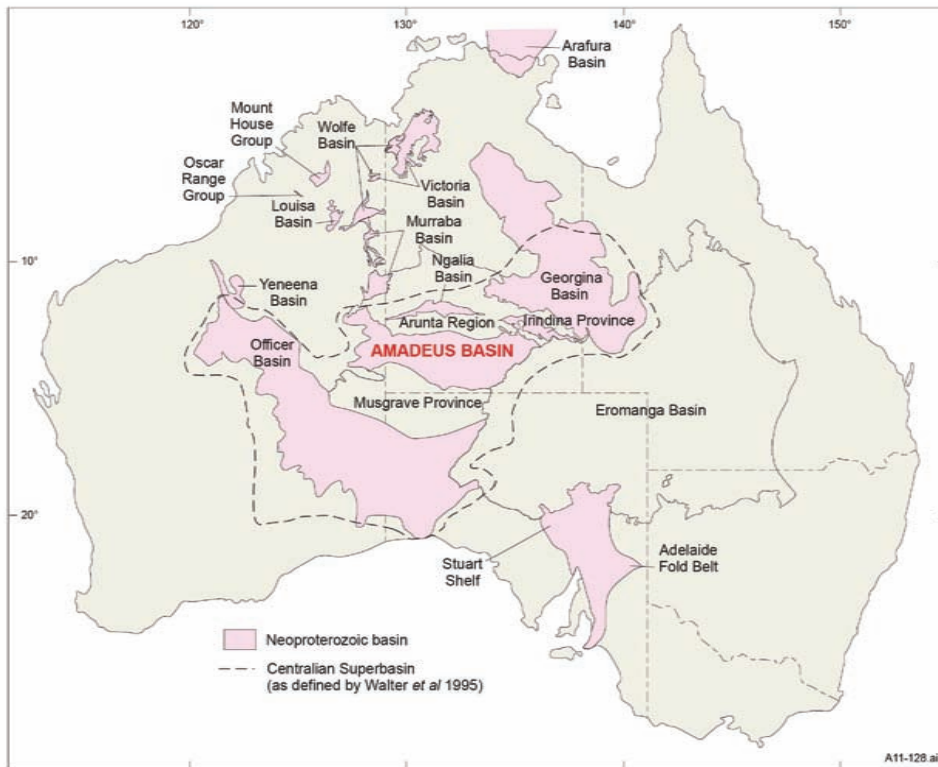 120°
130°
140°
150°
Arafura
Basin
Mount
House
Group
Wolfe
Basin
Oscar
Range
Group
Louisa
Basin
Victoria
Basin
Murraba
Basin
10°
Ngalia
Basin
Georgina
Basin
Yeneena
Basin
Arunta Region
Irindina Province
Officer
Basin
AMADEUS BASIN
Musgrave Province
Eromanga Basin
20°
Stuart
Shelf
Adelaide
Fold Belt
Neoproterozoic basin
Centralian Superbasin
(as defined by Walter et al 1995)
A11-128.ai